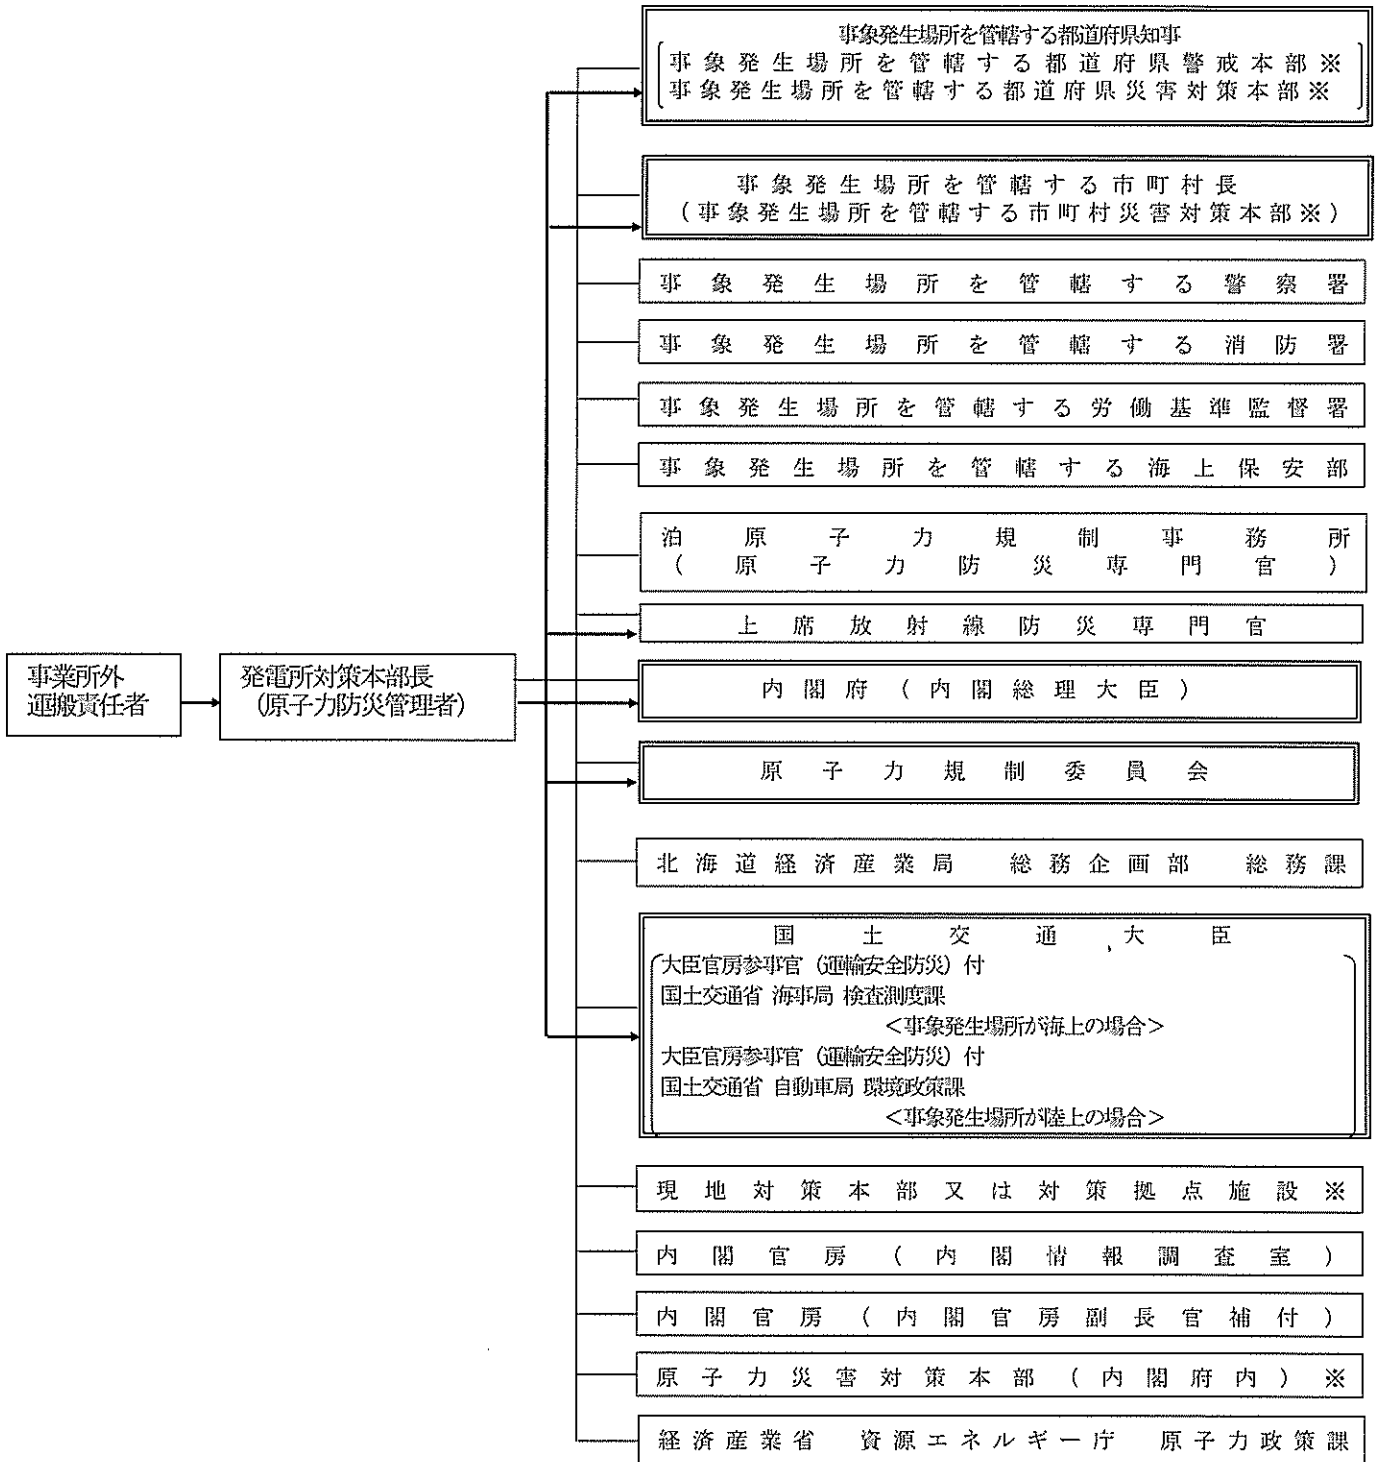 事象発生場所を管轄する都道府県知事
事象発生場所を管轄する都道府県警戒本部※
事象発生場所を管轄する都道府県災害対策本部※
事象発生場所を管轄する市町村長
（事象発生場所を管轄する市町村災害対策本部※）
事象発生場所を管轄する警察署
事象発生場所を管轄する消防署
事象発生場所を管轄する労働基準監督署
事象発生場所を管轄する海上保安部
泊原子力規制事務所
（原子力防災専門官）
上席放射線防災専門官
事業所外
運搬責任者
発電所対策本部長
（原子力防災管理者）
内閣府（内閣総理大臣）
原子力規制委員会
北海道経済産業局　総務企画部　総務課
国土交通大臣
大臣官房参事官（運輸安全防災）付
国土交通省 海事局 検査測度課
＜事象発生場所が海上の場合＞
大臣官房参事官（運輸安全防災）付
国土交通省 自動車局 環境政策課
＜事象発生場所が陸上の場合＞
現地対策本部又は対策拠点施設※
内閣官房（内閣情報調査室）
内閣官房（内閣官房副長官補付）
原子力災害対策本部（内閣府内）※
経済産業省　資源エネルギー庁　原子力政策課